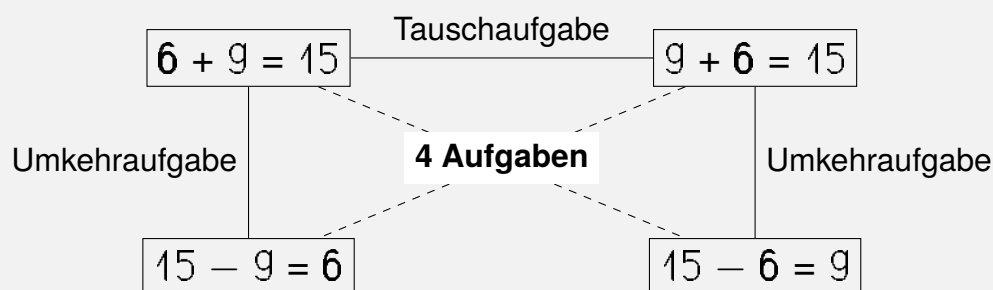 Tauschaufgabe
6 + 9 = 15
9 + 6 = 15
Umkehraufgabe
4 Aufgaben
Umkehraufgabe
15 − 9 = 6
15 − 6 = 9